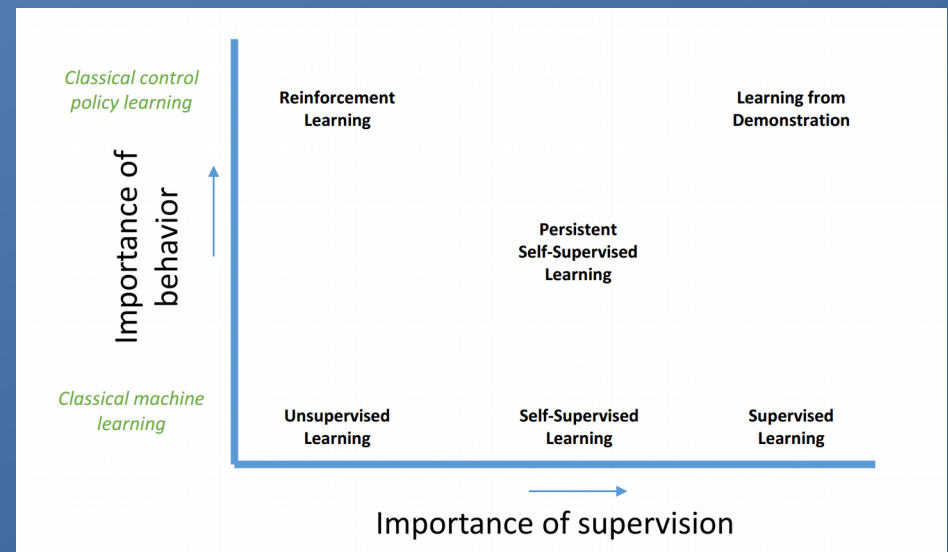 Classical control
policy learning
Reinforcement
Learning
Learning from
Demonstration
Importance of
behavior
Persistent
Self-Supervised
Learning
Classical machine
learning
Unsupervised
Learning
Self-Supervised
Learning
Supervised
Learning
Importance of supervision